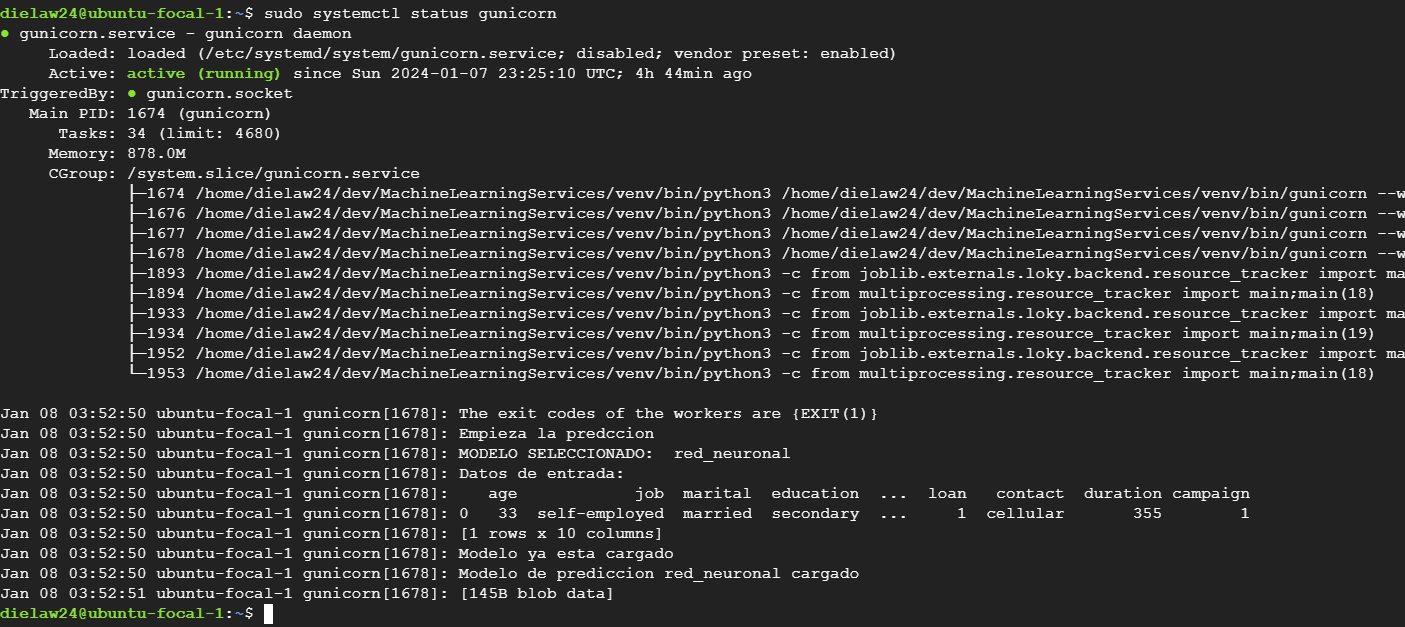 dielaw24@ubuntu-focal-1:~$ sudo systemctl status gunicorn
● gunicorn.service - gunicorn daemon
     Loaded: loaded (/etc/systemd/system/gunicorn.service; disabled; vendor preset: enabled)
     Active: active (running) since Sun 2024-01-07 23:25:10 UTC; 4h 44min ago
TriggeredBy: ● gunicorn.socket
   Main PID: 1674 (gunicorn)
      Tasks: 34 (limit: 4680)
     Memory: 878.0M
     CGroup: /system.slice/gunicorn.service
             ├─1674 /home/dielaw24/dev/MachineLearningServices/venv/bin/python3 /home/dielaw24/dev/MachineLearningServices/venv/bin/gunicorn --w
             ├─1676 /home/dielaw24/dev/MachineLearningServices/venv/bin/python3 /home/dielaw24/dev/MachineLearningServices/venv/bin/gunicorn --w
             ├─1677 /home/dielaw24/dev/MachineLearningServices/venv/bin/python3 /home/dielaw24/dev/MachineLearningServices/venv/bin/gunicorn --w
             ├─1678 /home/dielaw24/dev/MachineLearningServices/venv/bin/python3 /home/dielaw24/dev/MachineLearningServices/venv/bin/gunicorn --w
             ├─1893 /home/dielaw24/dev/MachineLearningServices/venv/bin/python3 -c from joblib.externals.loky.backend.resource_tracker import ma
             ├─1894 /home/dielaw24/dev/MachineLearningServices/venv/bin/python3 -c from multiprocessing.resource_tracker import main;main(18)
             ├─1933 /home/dielaw24/dev/MachineLearningServices/venv/bin/python3 -c from joblib.externals.loky.backend.resource_tracker import ma
             ├─1934 /home/dielaw24/dev/MachineLearningServices/venv/bin/python3 -c from multiprocessing.resource_tracker import main;main(19)
             ├─1952 /home/dielaw24/dev/MachineLearningServices/venv/bin/python3 -c from joblib.externals.loky.backend.resource_tracker import ma
             └─1953 /home/dielaw24/dev/MachineLearningServices/venv/bin/python3 -c from multiprocessing.resource_tracker import main;main(18)
Jan 08 03:52:50 ubuntu-focal-1 gunicorn[1678]: The exit codes of the workers are {EXIT(1)}
Jan 08 03:52:50 ubuntu-focal-1 gunicorn[1678]: Empieza la predccion
Jan 08 03:52:50 ubuntu-focal-1 gunicorn[1678]: MODELO SELECCIONADO:  red_neuronal
Jan 08 03:52:50 ubuntu-focal-1 gunicorn[1678]: Datos de entrada:
Jan 08 03:52:50 ubuntu-focal-1 gunicorn[1678]:    age            job  marital  education  ...  loan   contact  duration campaign
Jan 08 03:52:50 ubuntu-focal-1 gunicorn[1678]: 0   33  self-employed  married  secondary  ...     1  cellular       355        1
Jan 08 03:52:50 ubuntu-focal-1 gunicorn[1678]: [1 rows x 10 columns]
Jan 08 03:52:50 ubuntu-focal-1 gunicorn[1678]: Modelo ya esta cargado
Jan 08 03:52:50 ubuntu-focal-1 gunicorn[1678]: Modelo de prediccion red_neuronal cargado
Jan 08 03:52:51 ubuntu-focal-1 gunicorn[1678]: [145B blob data]
dielaw24@ubuntu-focal-1:~$